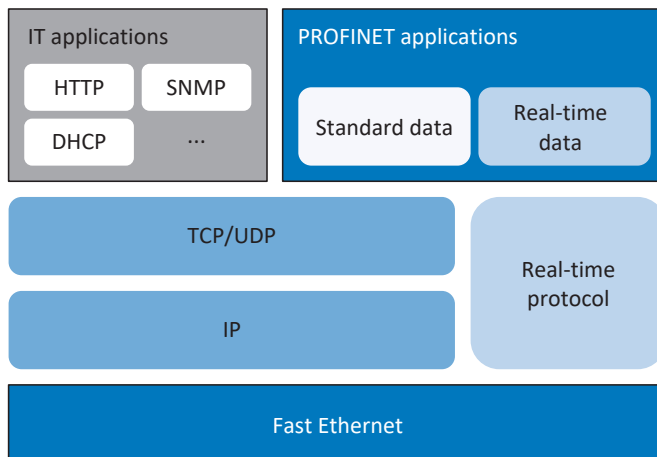 IT applications
HTTP
SNMP
DHCP
...
PROFINET applications
Standard data
Real-time
data
TCP/UDP
IP
Real-time
protocol
Fast Ethernet